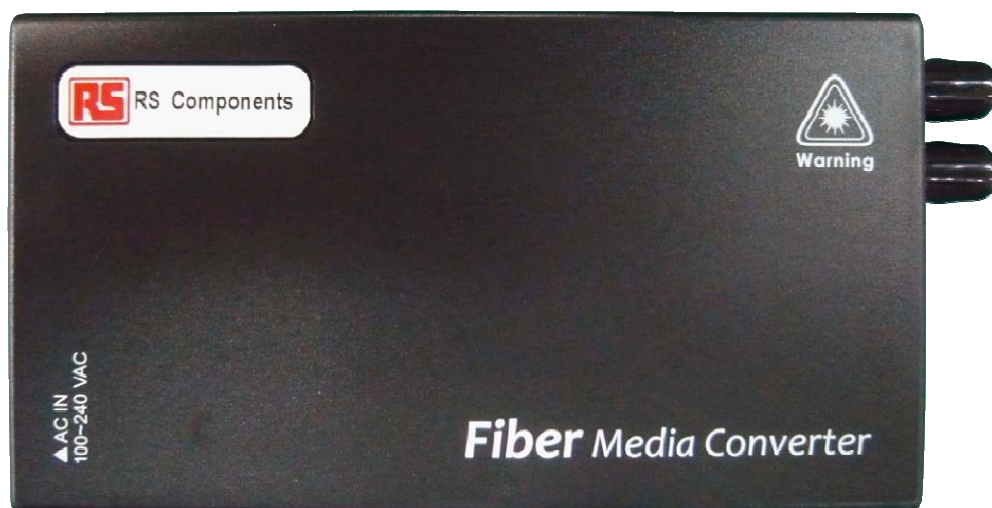 RS RS Components
Warning
▲ AC IN
100~240 VAC
Fiber Media Converter